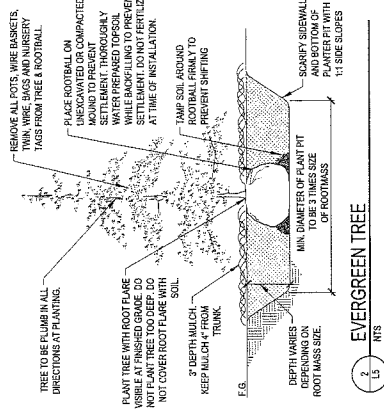 REMOVE ALL POTS, WIRE BASKETS,
TWIN, WIRE, BAGS AND NURSERY
TAGS FROM TREE & ROOTBALL.
PLACE ROOTBALL ON
UNEXCAVATED OR COMPACTED
MOUND TO PREVENT
SETTLEMENT. THOROUGHLY
WATER PREPARED TOPSOIL
WHILE BACKFILLING TO PREVENT
SETTLEMENT. DO NOT FERTILIZE
AT TIME OF INSTALLATION.
TAMP SOIL AROUND
ROOTBALL FIRMLY TO
PREVENT SHIFTING
SCARIFY SIDEWALL
AND BOTTOM OF
PLANTER PIT WITH
1:1 SIDE SLOPES
TREE TO BE PLUMB IN ALL
DIRECTIONS AT PLANTING.
PLANT TREE WITH ROOT FLARE
VISIBLE AT FINISHED GRADE. DO
NOT PLANT TREE TOO DEEP. DO
NOT COVER ROOT FLARE WITH
SOIL.
3" DEPTH MULCH.
KEEP MULCH 4" FROM
TRUNK.
F.G.
DEPTH VARIES
DEPENDING ON
ROOT MASS SIZE.
MIN. DIAMETER OF PLANT PIT
TO BE 3 TIMES SIZE
OF ROOTMASS
2
L5
EVERGREEN TREE
NTS